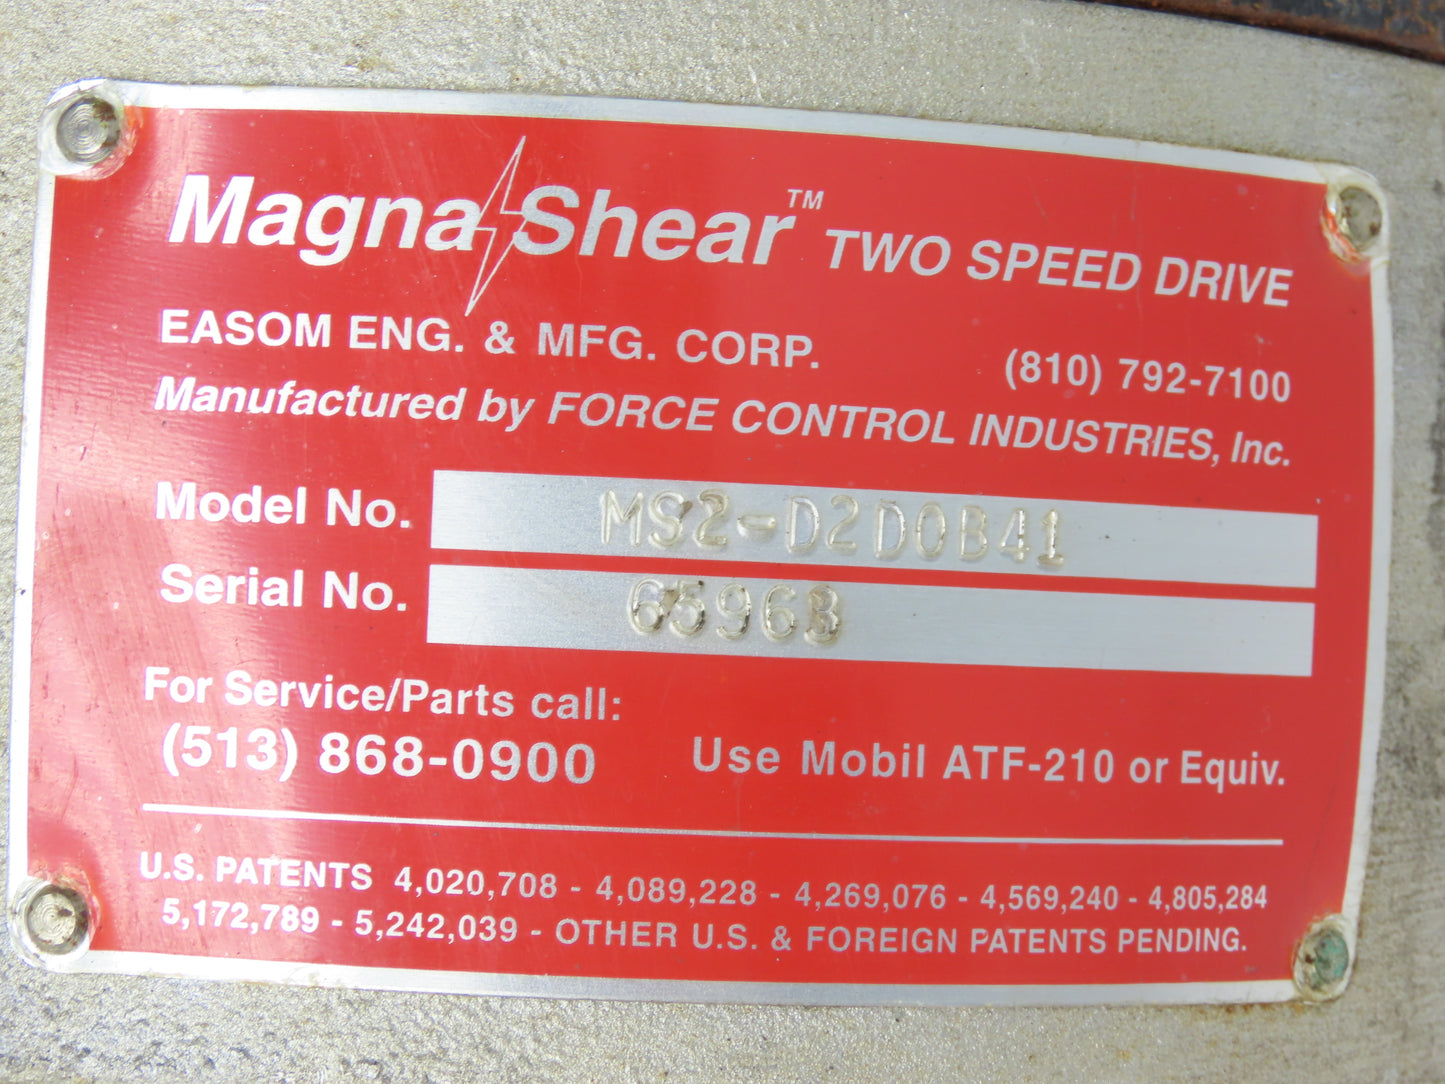 Magna Shear™ TWO SPEED DRIVE
EASOM ENG. & MFG. CORP. (810) 792-7100
Manufactured by FORCE CONTROL INDUSTRIES, Inc.
Model No. MS2-D2D0B41
Serial No. 65963
For Service/Parts call:
(513) 868-0900 Use Mobil ATF-210 or Equiv.
U.S. PATENTS 4,020,708 - 4,089,228 - 4,269,076 - 4,569,240 - 4,805,284
5,172,789 - 5,242,039 - OTHER U.S. & FOREIGN PATENTS PENDING.